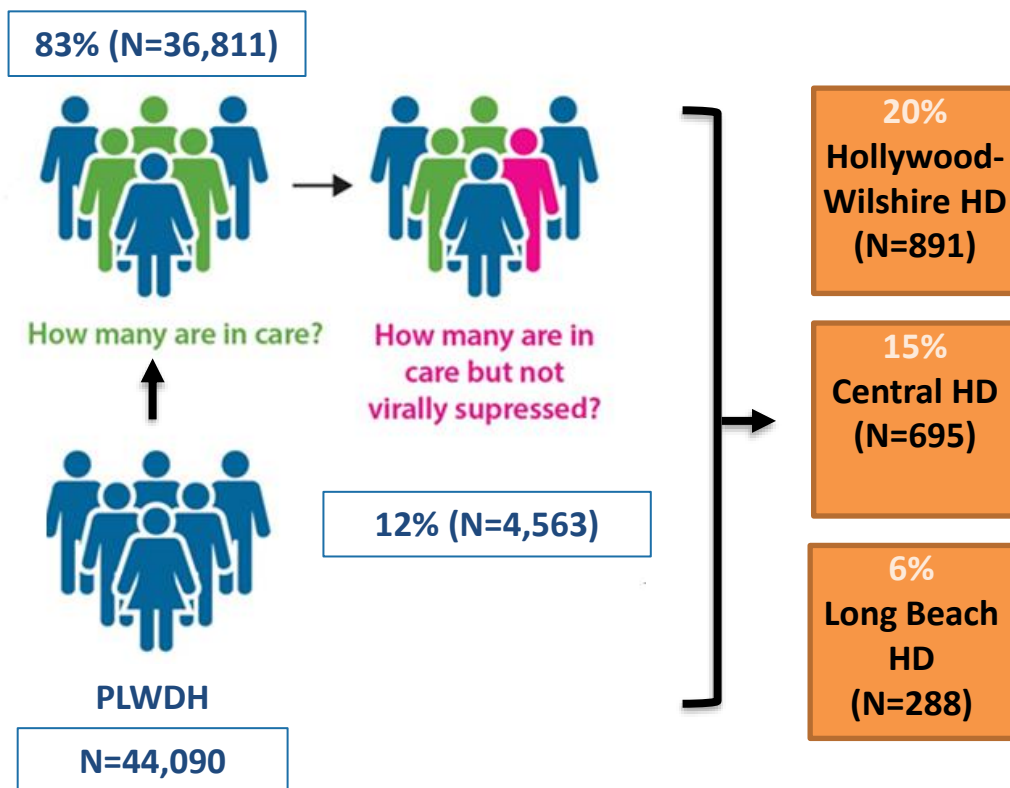 83% (N=36,811)
How many are in care?
How many are in
care but not
virally supressed?
12% (N=4,563)
PLWDH
N=44,090
20%
Hollywood-
Wilshire HD
(N=891)
15%
Central HD
(N=695)
6%
Long Beach
HD
(N=288)